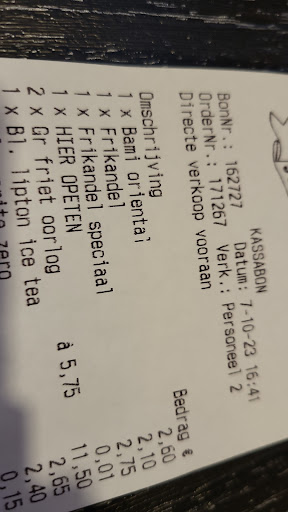 KASSABON
BonNr.: 162727 Datum: 7-10-23 16:41
OrderNr.: 171267 Verk.: Personeel 2
Directe verkoop vooraan
Omschrijving Bedrag €
1 x Bami oriental 2,60
1 x Frikandel 2,10
1 x Frikandel speciaal 2,75
1 x HIER OPETEN 0,01
2 x Gr friet oorlog à 5,75 11,50
1 x Bl. lipton ice tea 2,65
zero 2,40
0,15